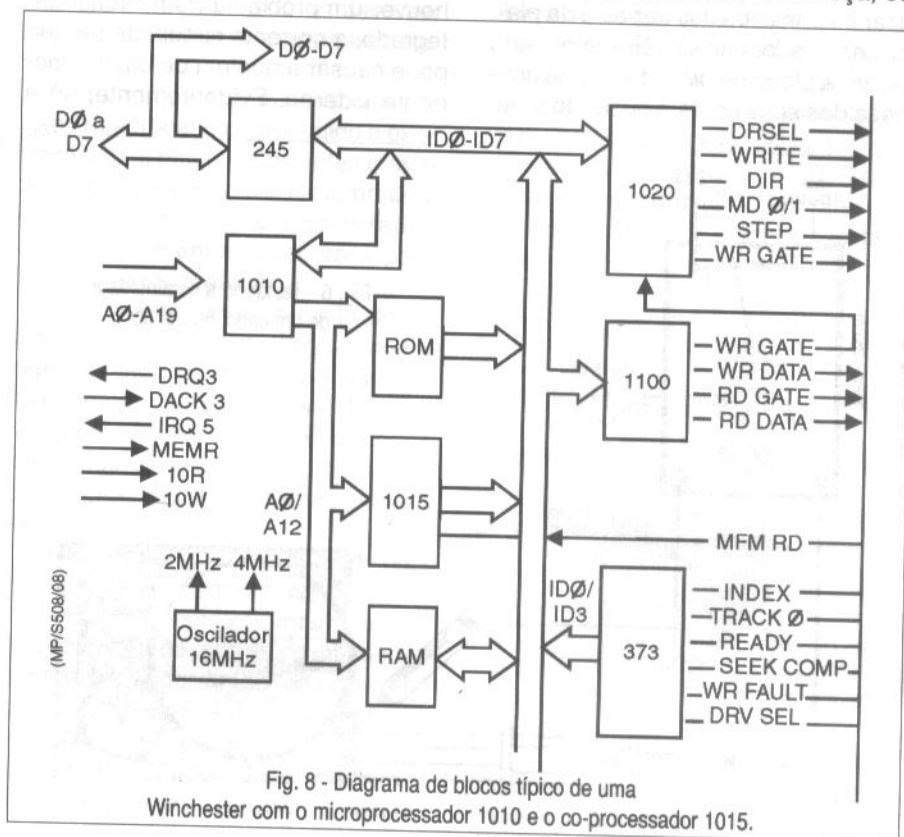 DØ-D7
DØ a
D7
245
IDØ-ID7
1020
DRSEL
WRITE
DIR
MD Ø/1
STEP
WR GATE
1010
AØ-A19
ROM
1100
WR GATE
WR DATA
RD GATE
RD DATA
DRQ3
DACK 3
IRQ 5
MEMR
10R
10W
AØ/
A12
1015
MFM RD
2MHz
4MHz
Oscilador
16MHz
RAM
IDØ/
ID3
373
INDEX
TRACK Ø
READY
SEEK COMP
WR FAULT
DRV SEL
(MP/S508/08)
Fig. 8 - Diagrama de blocos típico de uma
Winchester com o microprocessador 1010 e o co-processador 1015.